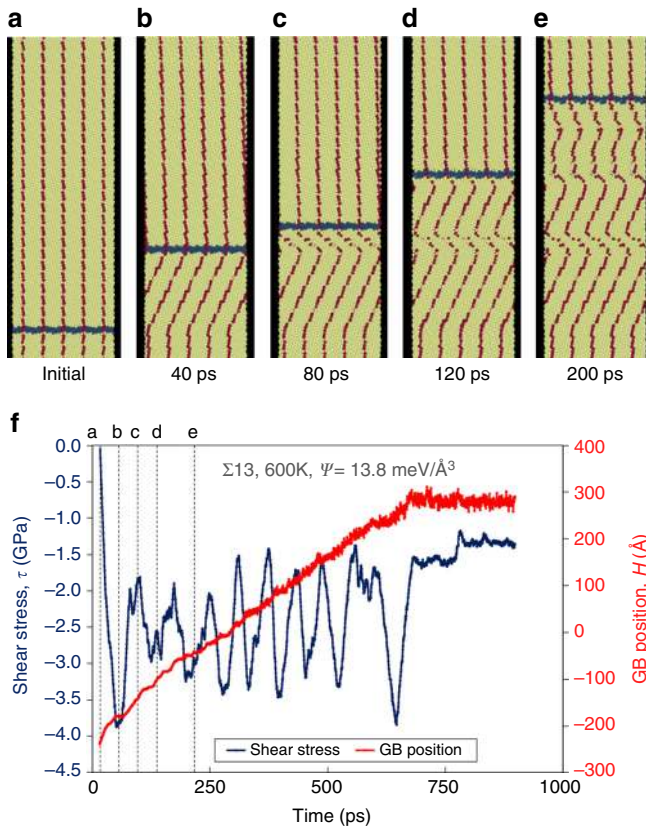 a b c d e
Initial 40 ps 80 ps 120 ps 200 ps
f
a b c d e
Σ13, 600K, Ψ= 13.8 meV/Å³
0.0
−0.5
−1.0
−1.5
−2.0
−2.5
−3.0
−3.5
−4.0
−4.5
Shear stress, τ (GPa)
400
300
200
100
0
−100
−200
−300
GB position, H (Å)
Shear stress GB position
0 250 500 750 1000
Time (ps)